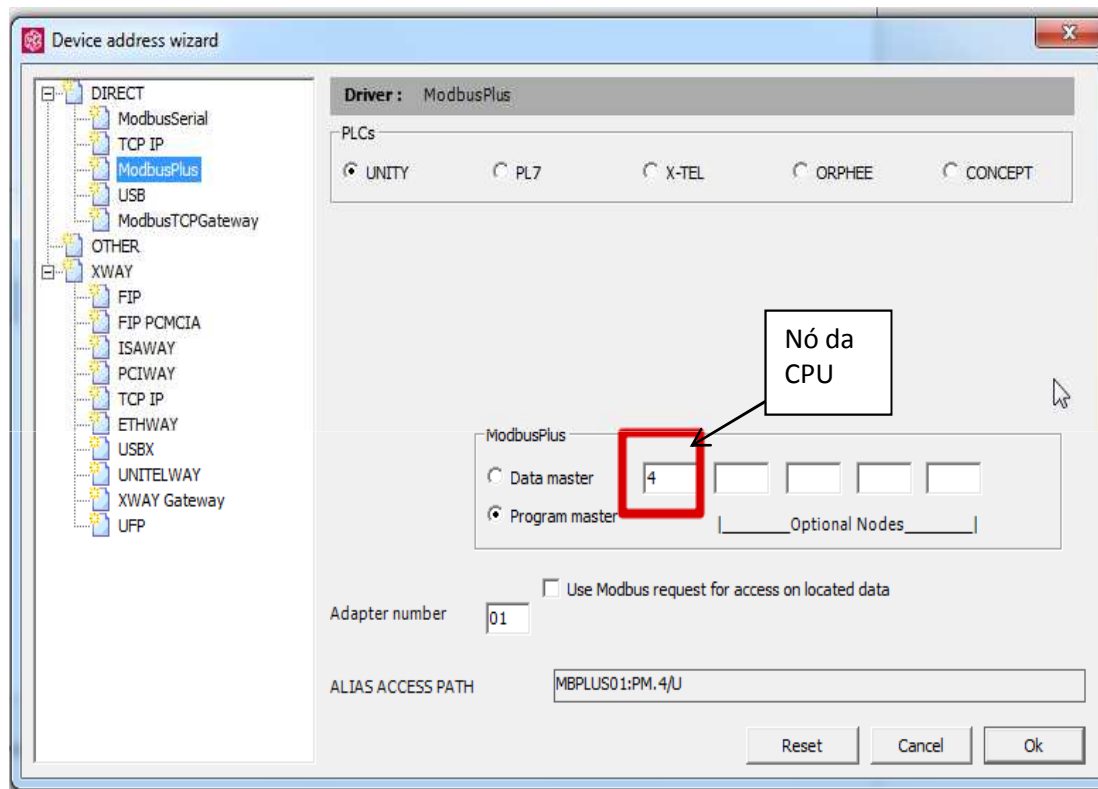 Device address wizard
x
DIRECT
ModbusSerial
TCP IP
ModbusPlus
USB
ModbusTCPGateway
OTHER
XWAY
FIP
FIP PCMCIA
ISAWAY
PCIWAY
TCP IP
ETHWAY
USBX
UNITELWAY
XWAY Gateway
UFP
Driver : ModbusPlus
PLCs
UNITY PL7 X-TEL ORPHEE CONCEPT
Nó da
CPU
ModbusPlus
Data master 4
Program master |______Optional Nodes______|
Use Modbus request for access on located data
Adapter number 01
ALIAS ACCESS PATH MBPLUS01:PM.4/U
Reset Cancel Ok